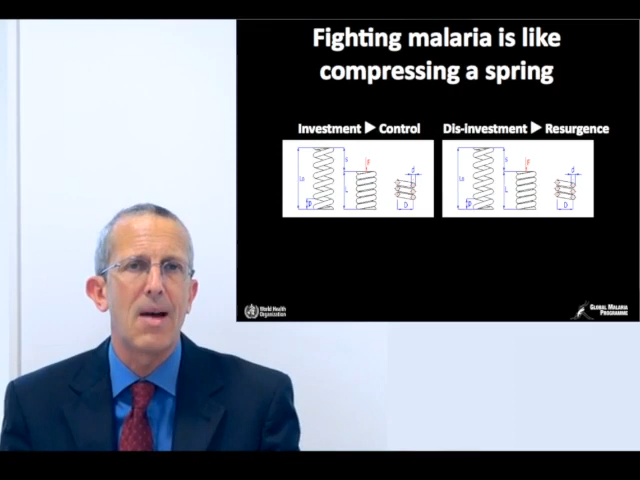 Fighting malaria is like
compressing a spring
Investment ▶ Control
Dis-investment ▶ Resurgence
World Health
Organization
GLOBAL MALARIA
PROGRAMME